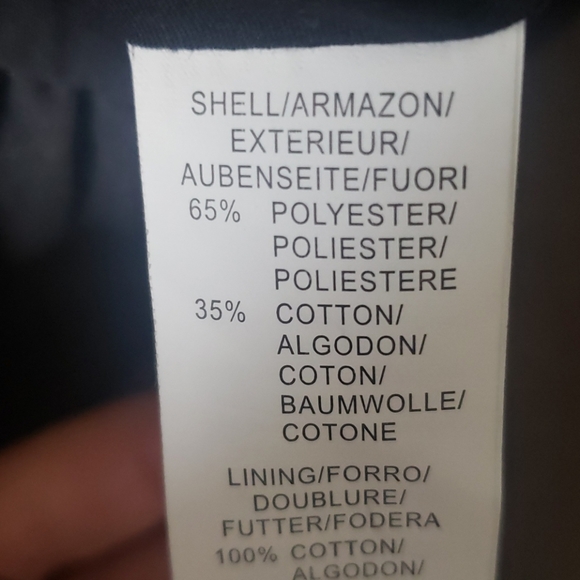 SHELL/ARMAZON/
EXTERIEUR/
AUBENSEITE/FUORI
65% POLYESTER/
POLIESTER/
POLIESTERE
35% COTTON/
ALGODON/
COTON/
BAUMWOLLE/
COTONE
LINING/FORRO/
DOUBLURE/
FUTTER/FODERA
100% COTTON/
ALGODON/